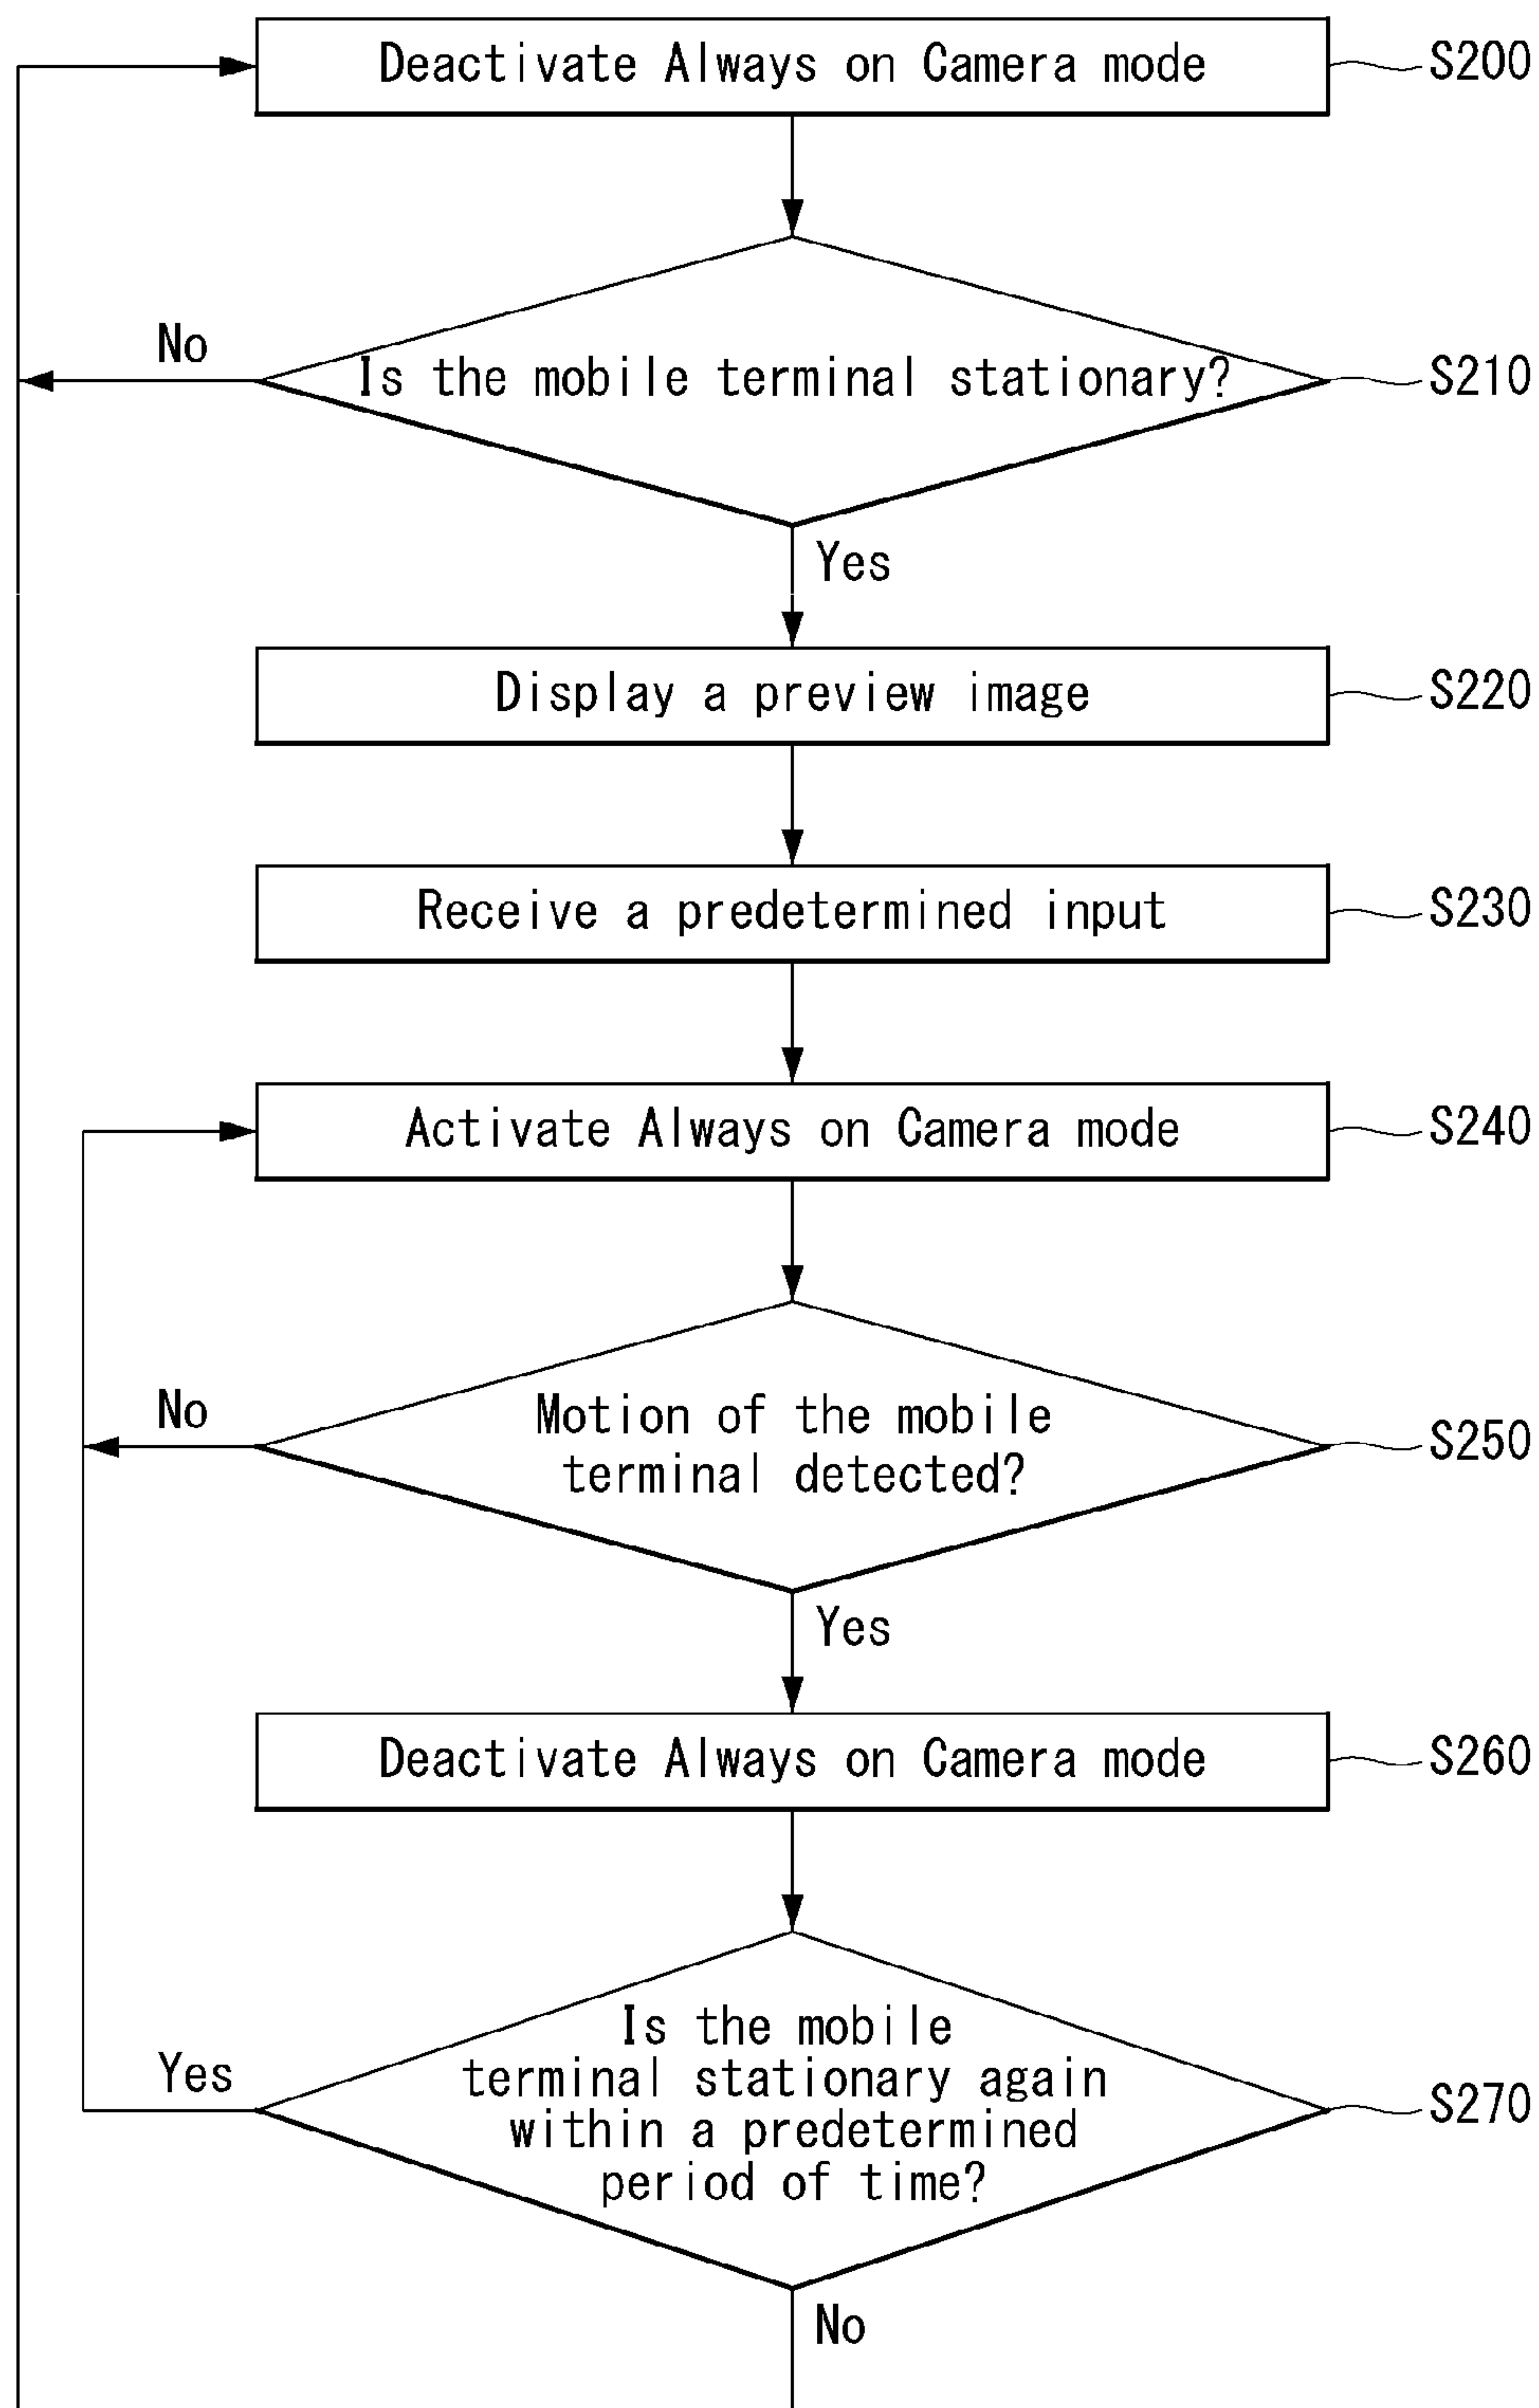 Deactivate Always on Camera mode
S200
Is the mobile terminal stationary?
S210
No
Yes
Display a preview image
S220
Receive a predetermined input
S230
Activate Always on Camera mode
S240
Motion of the mobile
terminal detected?
S250
No
Yes
Deactivate Always on Camera mode
S260
Is the mobile
terminal stationary again
within a predetermined
period of time?
S270
Yes
No